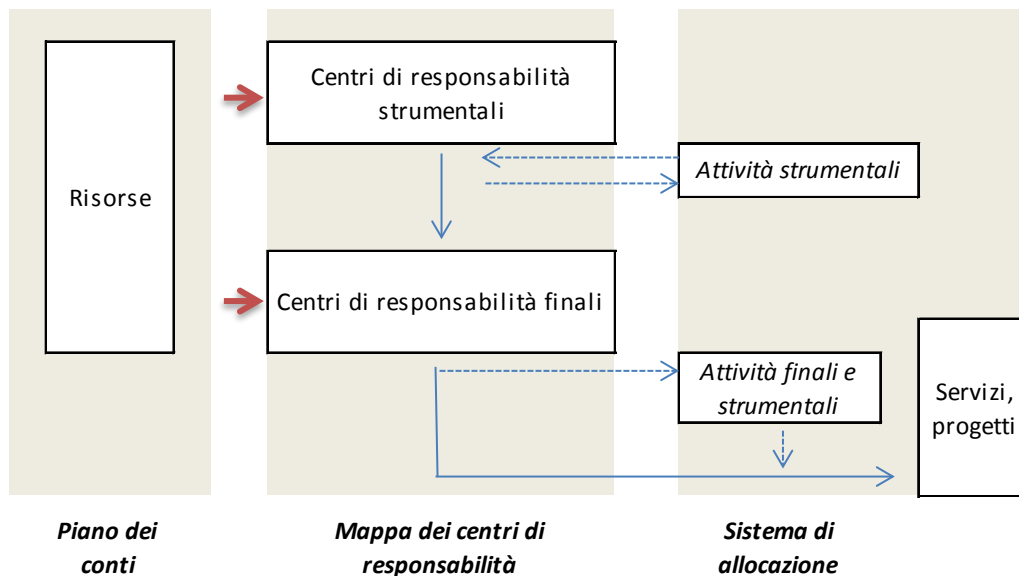 Centri di responsabilità
strumentali
Risorse
Attività strumentali
Centri di responsabilità finali
Attività finali e
strumentali
Servizi,
progetti
Piano dei
conti
Mappa dei centri di
responsabilità
Sistema di
allocazione